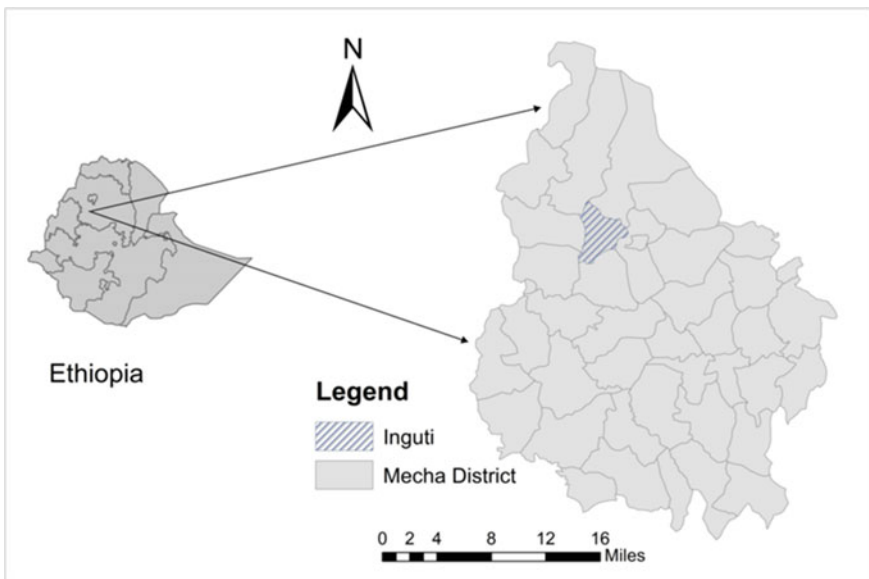 N
Ethiopia
Legend
Inguti
Mecha District
0 2 4 8 12 16
Miles